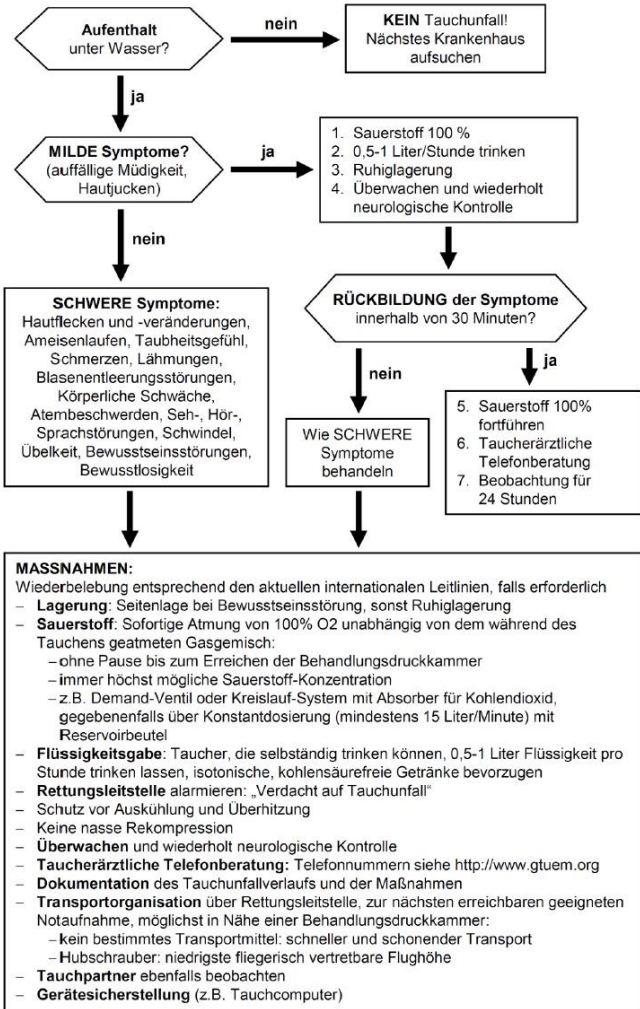 Aufenthalt
unter Wasser?
nein
KEIN Tauchunfall!
Nächstes Krankenhaus
aufsuchen
ja
MILDE Symptome?
(auffällige Müdigkeit,
Hautjucken)
ja
1. Sauerstoff 100 %
2. 0,5-1 Liter/Stunde trinken
3. Ruhiglagerung
4. Überwachen und wiederholt
neurologische Kontrolle
nein
SCHWERE Symptome:
Hautflecken und -veränderungen,
Ameisenlaufen, Taubheitsgefühl,
Schmerzen, Lähmungen,
Blasenentleerungsstörungen,
Körperliche Schwäche,
Atembeschwerden, Seh-, Hör-,
Sprachstörungen, Schwindel,
Übelkeit, Bewusstseinsstörungen,
Bewusstlosigkeit
RÜCKBILDUNG der Symptome
innerhalb von 30 Minuten?
nein
ja
Wie SCHWERE
Symptome
behandeln
5. Sauerstoff 100%
fortführen
6. Taucherärztliche
Telefonberatung
7. Beobachtung für
24 Stunden
MASSNAHMEN:
Wiederbelebung entsprechend den aktuellen internationalen Leitlinien, falls erforderlich
– Lagerung: Seitenlage bei Bewusstseinsstörung, sonst Ruhiglagerung
– Sauerstoff: Sofortige Atmung von 100% O2 unabhängig von dem während des
Tauchens geatmeten Gasgemisch:
– ohne Pause bis zum Erreichen der Behandlungsdruckkammer
– immer höchst mögliche Sauerstoff-Konzentration
– z.B. Demand-Ventil oder Kreislauf-System mit Absorber für Kohlendioxid,
gegebenenfalls über Konstantdosierung (mindestens 15 Liter/Minute) mit
Reservoirbeutel
– Flüssigkeitsgabe: Taucher, die selbständig trinken können, 0,5-1 Liter Flüssigkeit pro
Stunde trinken lassen, isotonische, kohlensäurefreie Getränke bevorzugen
– Rettungsleitstelle alarmieren: „Verdacht auf Tauchunfall“
– Schutz vor Auskühlung und Überhitzung
– Keine nasse Rekompression
– Überwachen und wiederholt neurologische Kontrolle
– Taucherärztliche Telefonberatung: Telefonnummern siehe http://www.gtuem.org
– Dokumentation des Tauchunfallverlaufs und der Maßnahmen
– Transportorganisation über Rettungsleitstelle, zur nächsten erreichbaren geeigneten
Notaufnahme, möglichst in Nähe einer Behandlungsdruckkammer:
– kein bestimmtes Transportmittel: schneller und schonender Transport
– Hubschrauber: niedrigste fliegerisch vertretbare Flughöhe
– Tauchpartner ebenfalls beobachten
– Gerätesicherstellung (z.B. Tauchcomputer)